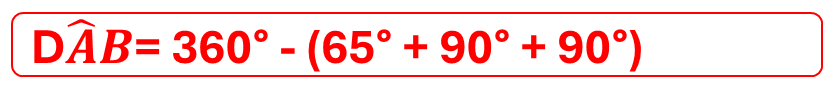 DÂB= 360° - (65° + 90° + 90°)